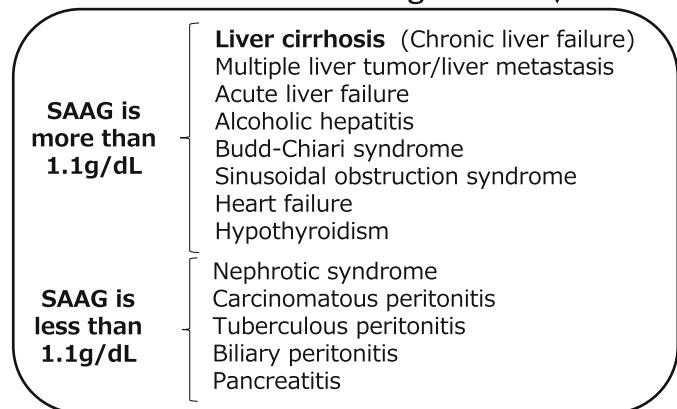 SAAG is
more than
1.1g/dL
Liver cirrhosis (Chronic liver failure)
Multiple liver tumor/liver metastasis
Acute liver failure
Alcoholic hepatitis
Budd-Chiari syndrome
Sinusoidal obstruction syndrome
Heart failure
Hypothyroidism
SAAG is
less than
1.1g/dL
Nephrotic syndrome
Carcinomatous peritonitis
Tuberculous peritonitis
Biliary peritonitis
Pancreatitis